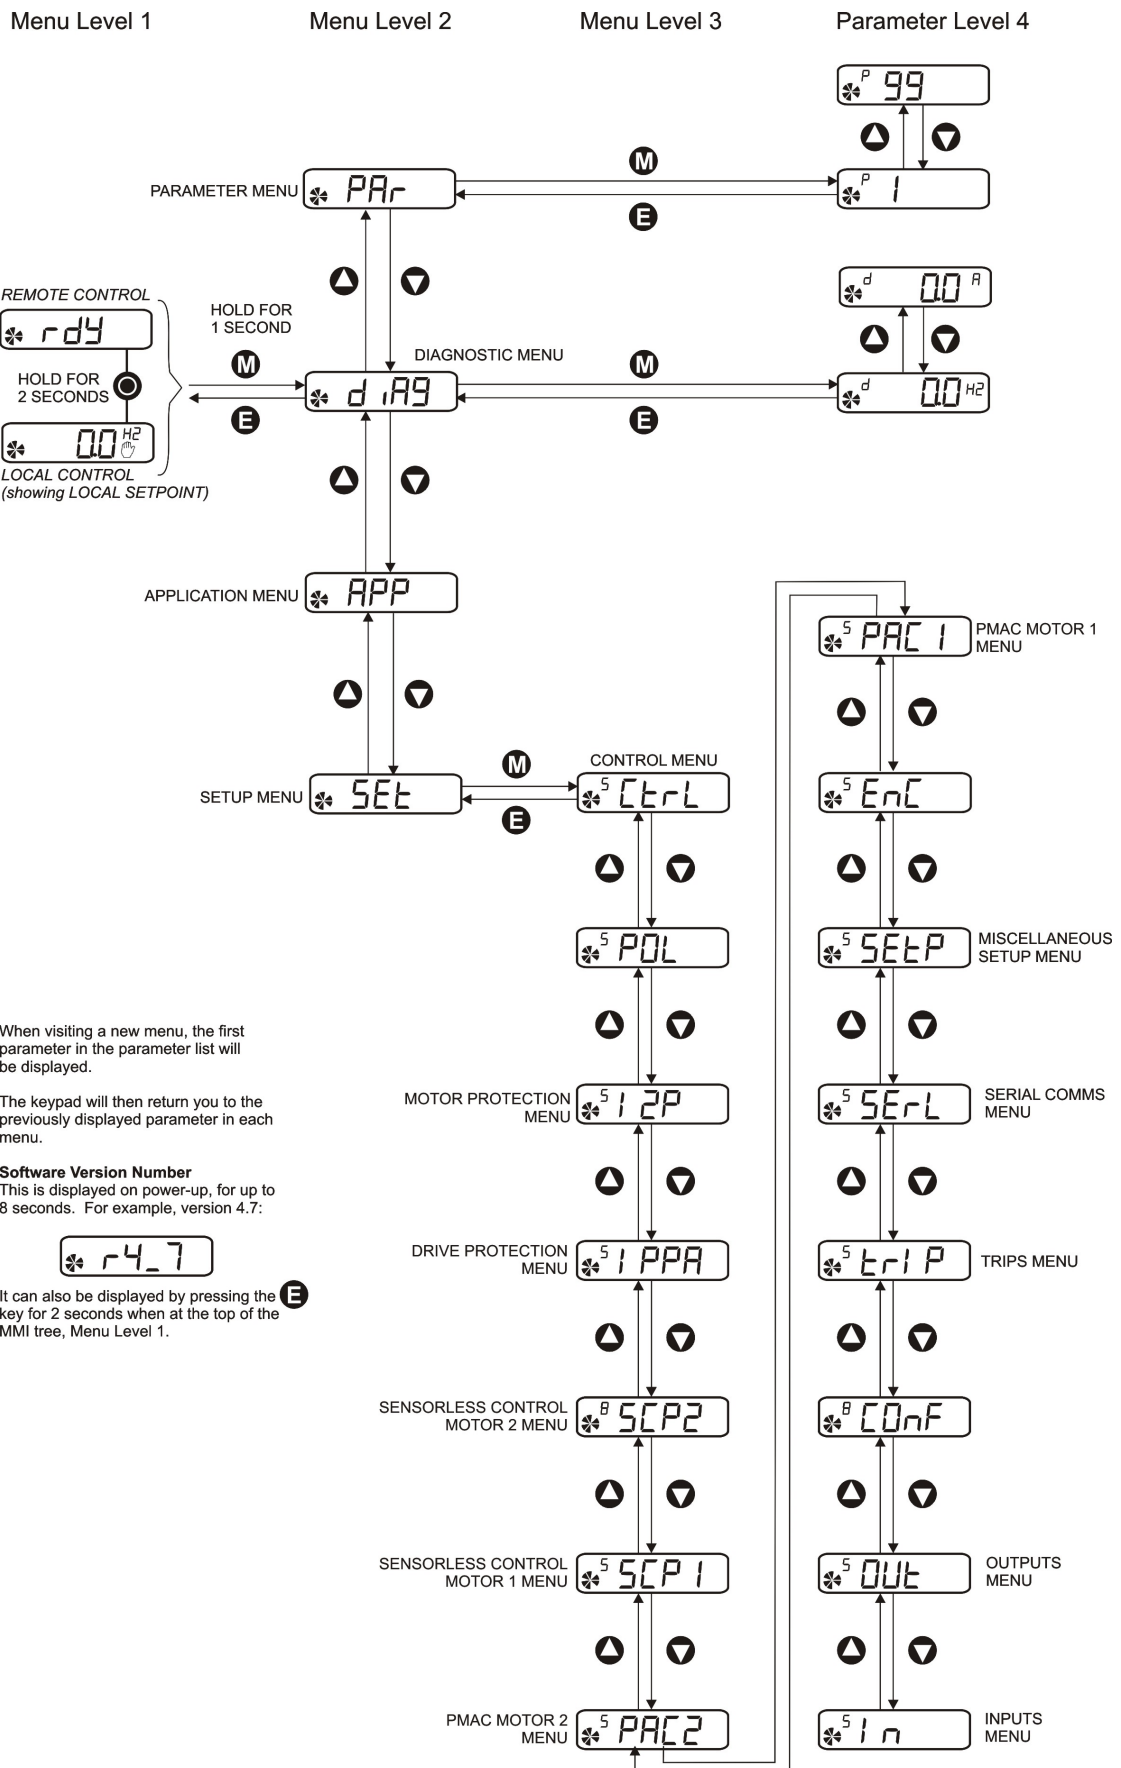 Menu Level 1
Menu Level 2
Menu Level 3
Parameter Level 4
P 99
M
PARAMETER MENU
PAr
P 1
E
REMOTE CONTROL
rdY
HOLD FOR
2 SECONDS
0.0 HZ
LOCAL CONTROL
(showing LOCAL SETPOINT)
HOLD FOR
1 SECOND
M
E
DIAGNOSTIC MENU
diAg
M
E
d 0.0 A
d 0.0 HZ
APPLICATION MENU
APP
SETUP MENU
SEt
M
E
CONTROL MENU
S CtrL
S POL
MOTOR PROTECTION
MENU
S I 2P
DRIVE PROTECTION
MENU
S I PPA
SENSORLESS CONTROL
MOTOR 2 MENU
8 SCP2
SENSORLESS CONTROL
MOTOR 1 MENU
S SCP1
PMAC MOTOR 2
MENU
S PAC2
S PAC1
PMAC MOTOR 1
MENU
S EnC
S SEtP
MISCELLANEOUS
SETUP MENU
S SErL
SERIAL COMMS
MENU
S trIP
TRIPS MENU
8 COnF
S OUt
OUTPUTS
MENU
S In
INPUTS
MENU
When visiting a new menu, the first
parameter in the parameter list will
be displayed.
The keypad will then return you to the
previously displayed parameter in each
menu.
Software Version Number
This is displayed on power-up, for up to
8 seconds. For example, version 4.7:
r4_7
It can also be displayed by pressing the E
key for 2 seconds when at the top of the
MMI tree, Menu Level 1.